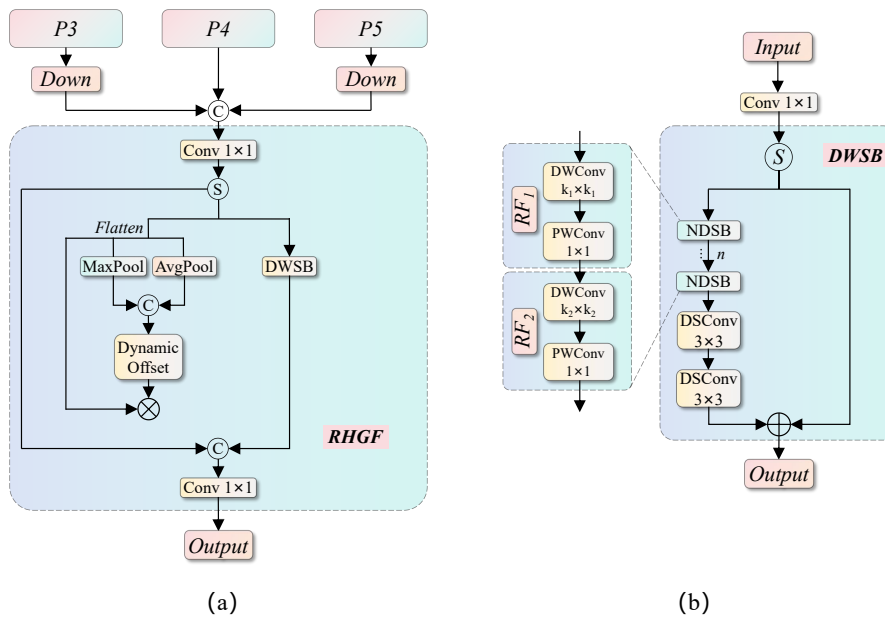 P3
P4
P5
Down
Down
C
Conv 1×1
S
Flatten
MaxPool
AvgPool
DWSB
C
Dynamic
Offset
RHGF
C
Conv 1×1
Output
(a)
Input
Conv 1×1
S
DWSB
RF₁
DWConv
k₁×k₁
PWConv
1×1
RF₂
DWConv
k₂×k₂
PWConv
1×1
NDSB
⋮ n
NDSB
DSConv
3×3
DSConv
3×3
Output
(b)